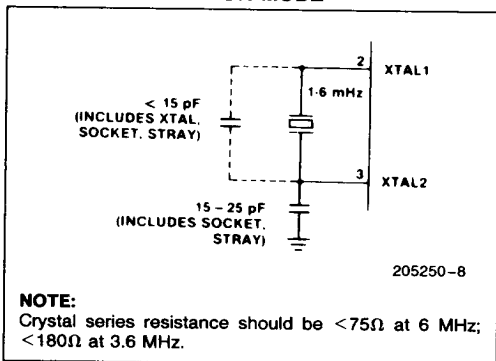 2
XTAL1
1·6 mHz
< 15 pF
(INCLUDES XTAL,
SOCKET, STRAY)
3
XTAL2
15 – 25 pF
(INCLUDES SOCKET,
STRAY)
205250–8
NOTE:
Crystal series resistance should be <75Ω at 6 MHz;
<180Ω at 3.6 MHz.